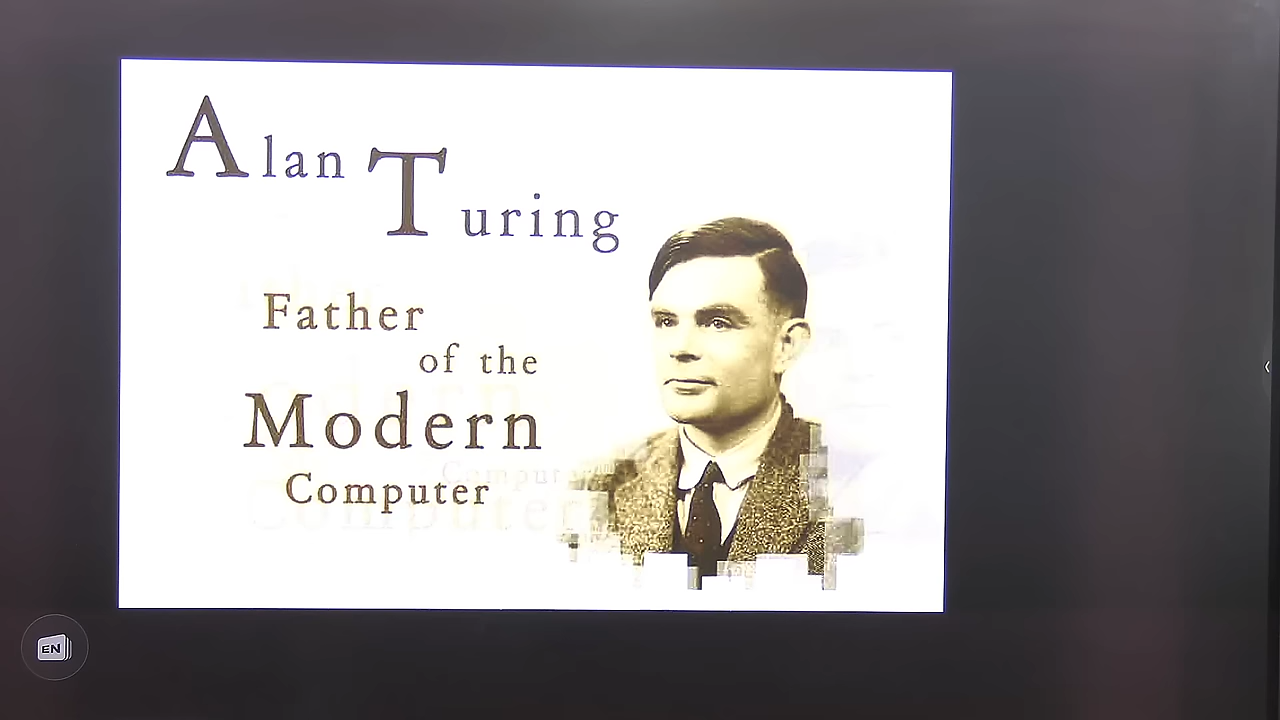 Alan Turing
Father
of the
Modern
Computer
EN